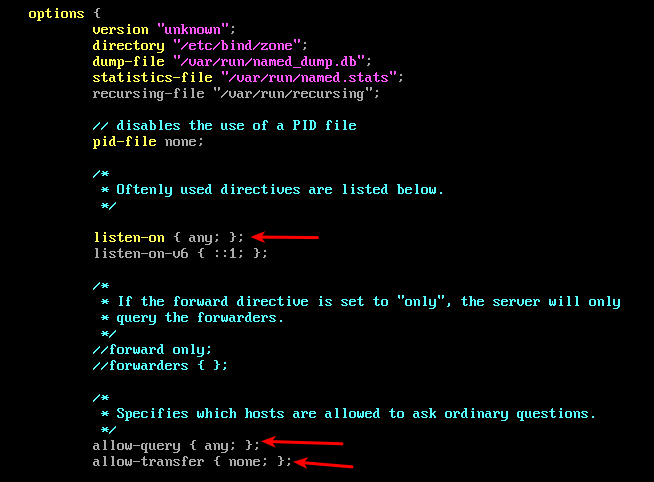 options {
version "unknown";
directory "/etc/bind/zone";
dump-file "/var/run/named_dump.db";
statistics-file "/var/run/named.stats";
recursing-file "/var/run/recursing";
// disables the use of a PID file
pid-file none;
/*
* Oftenly used directives are listed below.
*/
listen-on { any; };
listen-on-v6 { ::1; };
/*
* If the forward directive is set to "only", the server will only
* query the forwarders.
*/
//forward only;
//forwarders { };
/*
* Specifies which hosts are allowed to ask ordinary questions.
*/
allow-query { any; };
allow-transfer { none; };